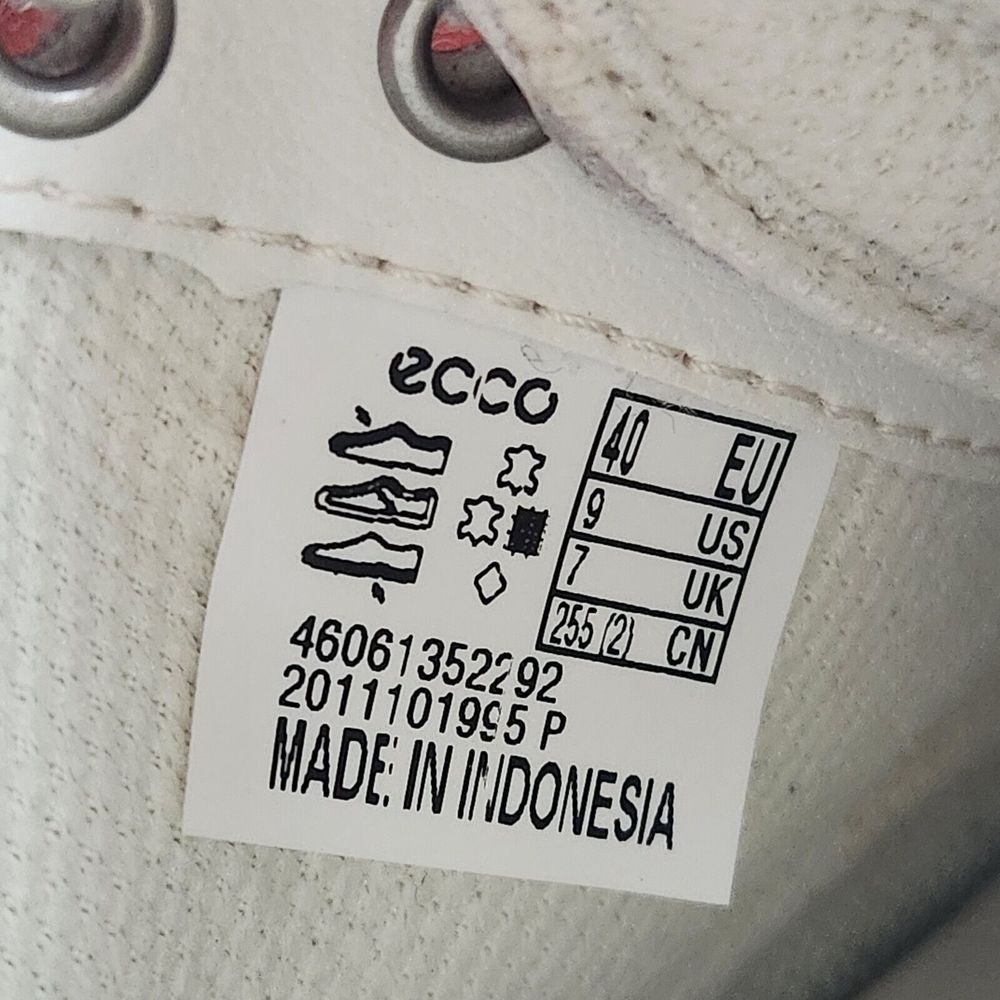 ecco
40 EU
9 US
7 UK
255 (2) CN
46061352292
2011101995 P
MADE IN INDONESIA